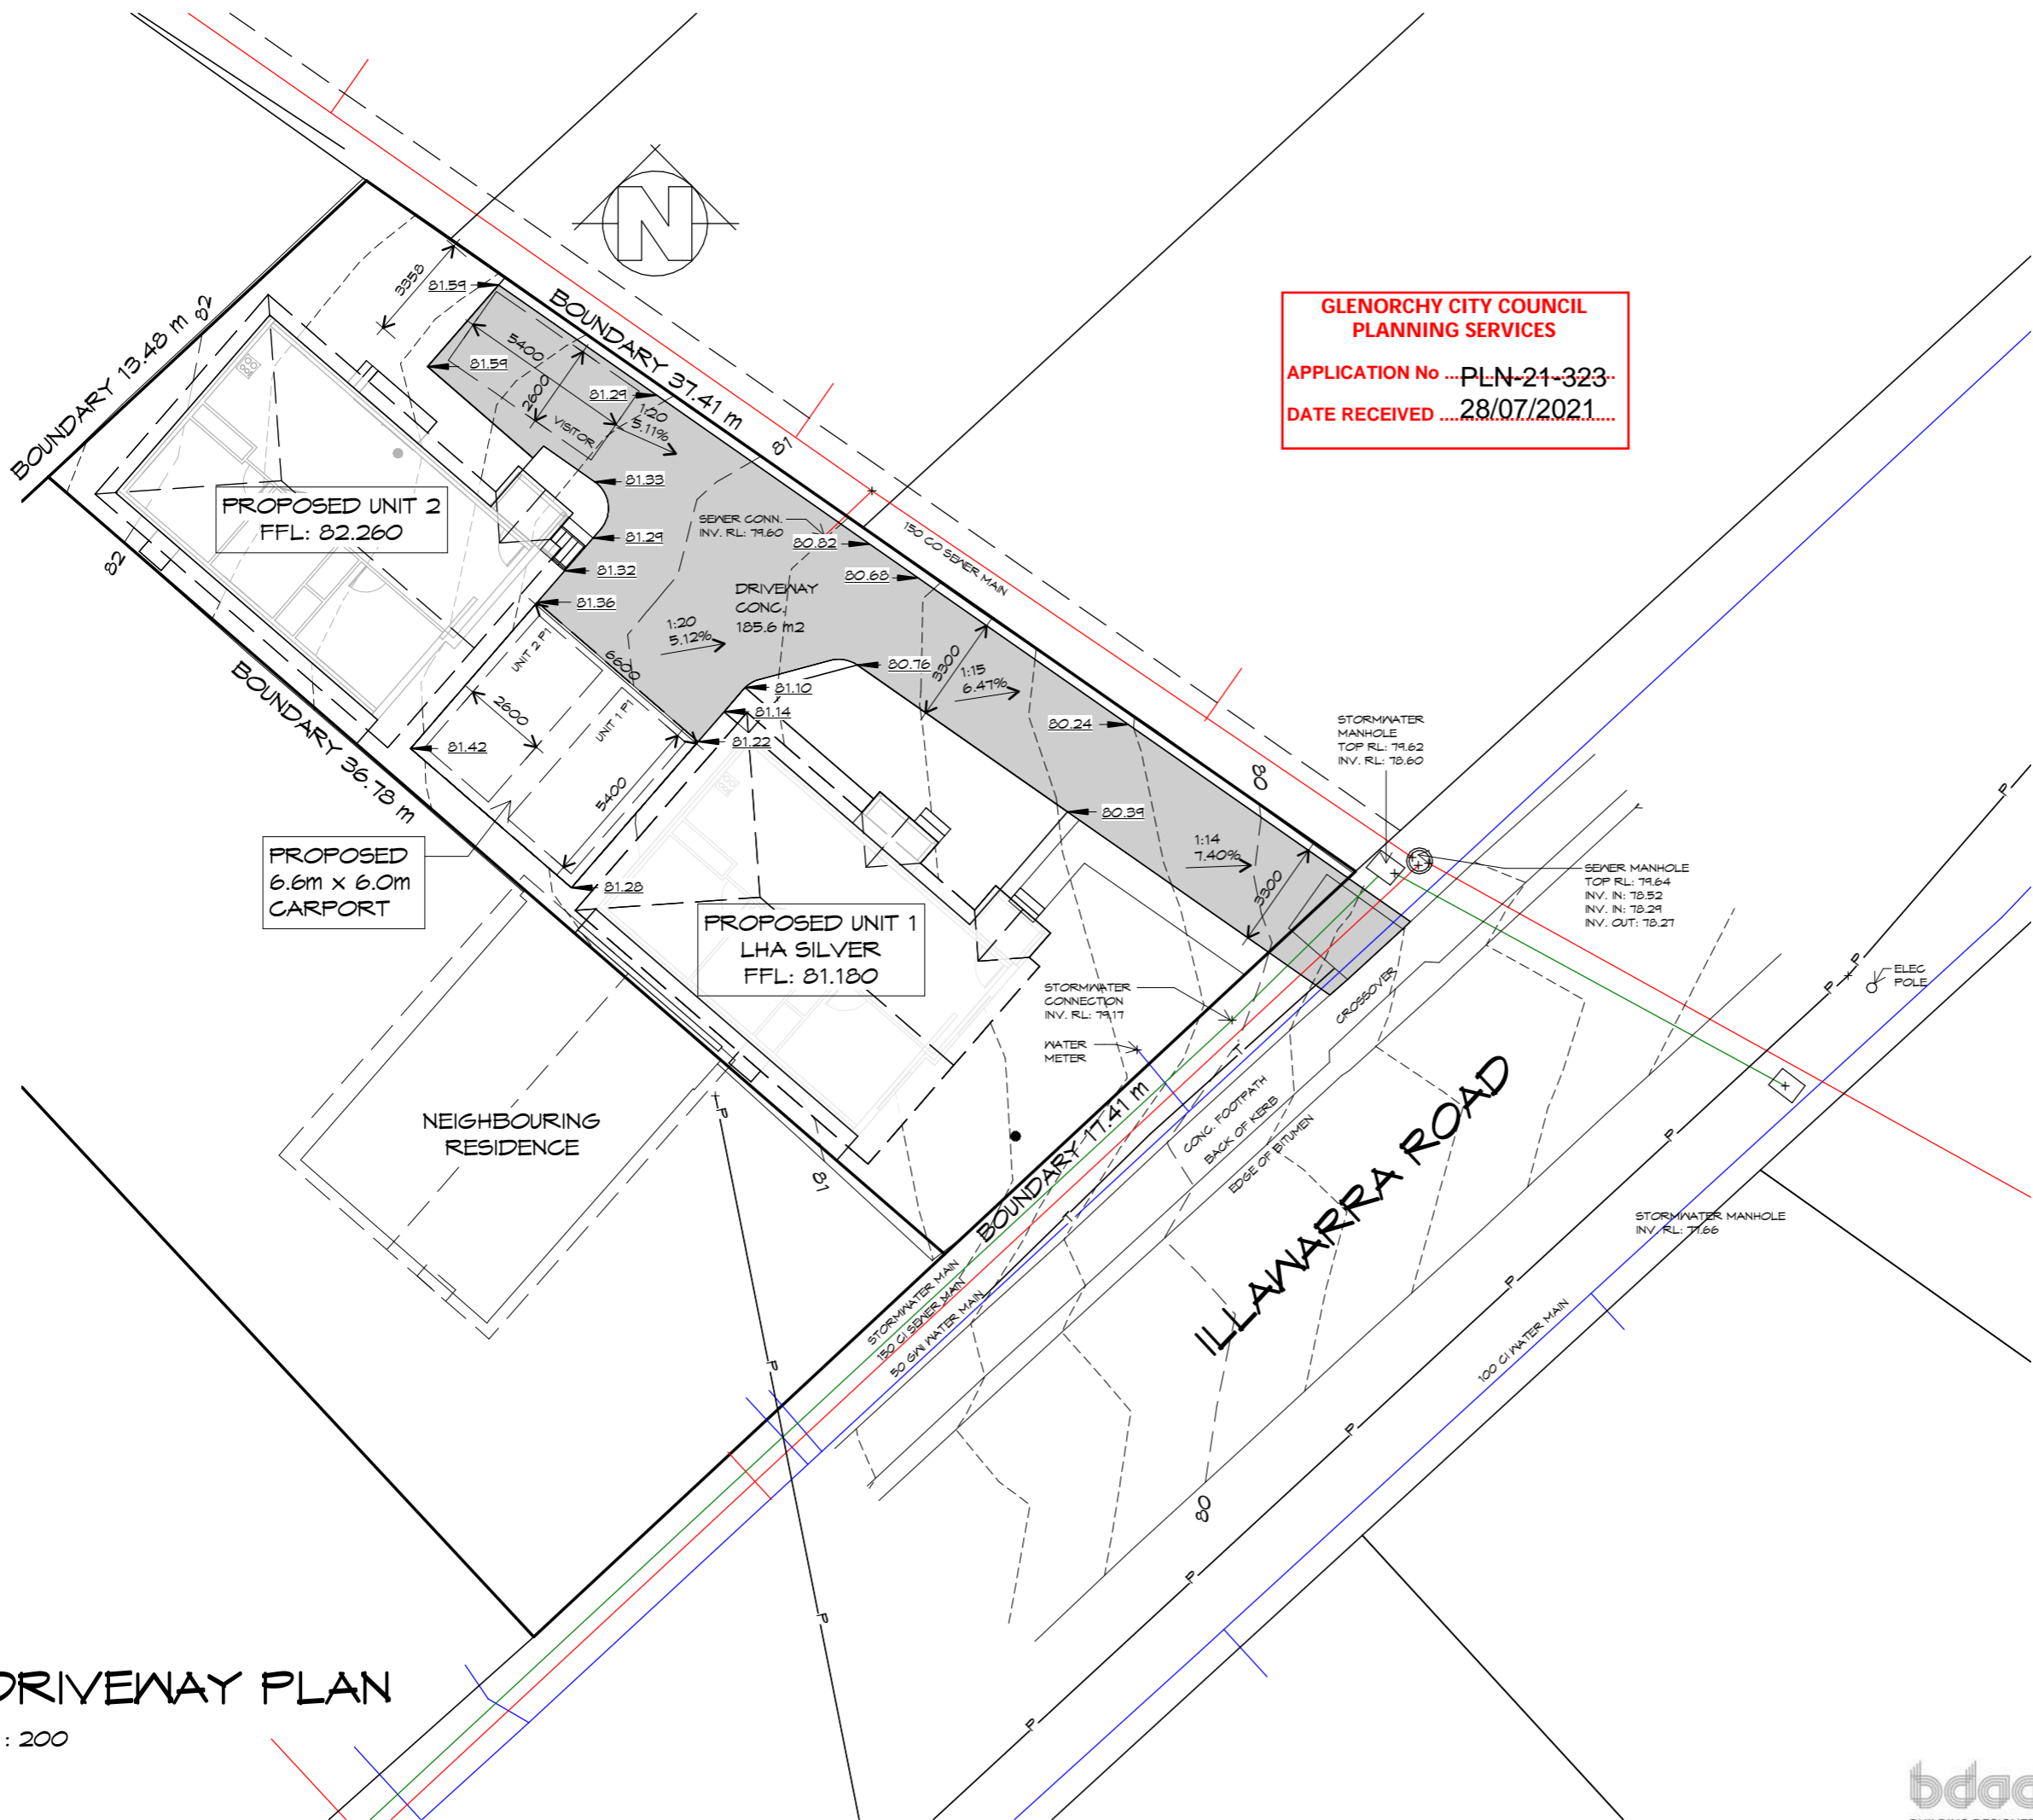 N
GLENORCHY CITY COUNCIL
PLANNING SERVICES
APPLICATION No PLN-21-323
DATE RECEIVED 28/07/2021
BOUNDARY 13.48 m
82
3358
81.59
BOUNDARY 37.41 m
5400
81.59
2600
81.29
1:20
5.11%
VISITOR
81
81.33
PROPOSED UNIT 2
FFL: 82.260
SEWER CONN.
INV. RL: 79.60
80.82
150 CO SEWER MAIN
81.29
82
81.32
80.68
81.36
DRIVEWAY
CONC.
185.6 m2
1:20
5.12%
UNIT 2 P1
6600
80.76
3300
1:15
6.47%
81.10
81.14
2600
UNIT 1 P1
81.22
80.24
81.42
BOUNDARY 36.78 m
STORMWATER
MANHOLE
TOP RL: 79.62
INV. RL: 78.60
80
5400
80.39
PROPOSED
6.6m x 6.0m
CARPORT
1:14
7.40%
81.28
3300
SEWER MANHOLE
TOP RL: 79.64
INV. IN: 78.52
INV. IN: 78.29
INV. OUT: 78.27
PROPOSED UNIT 1
LHA SILVER
FFL: 81.180
STORMWATER
CONNECTION
INV. RL: 79.17
CROSSOVER
ELEC
POLE
P
P
P
WATER
METER
T
CONC. FOOTPATH
BACK OF KERB
EDGE OF BITUMEN
NEIGHBOURING
RESIDENCE
P
P
BOUNDARY 17.41 m
ILLAWARRA ROAD
81
T
STORMWATER MANHOLE
INV. RL: 77.66
STORMWATER MAIN
150 CI SEWER MAIN
50 GWI WATER MAIN
P
100 CI WATER MAIN
P
P
80
P
P
P
DRIVEWAY PLAN
: 200
bdaa